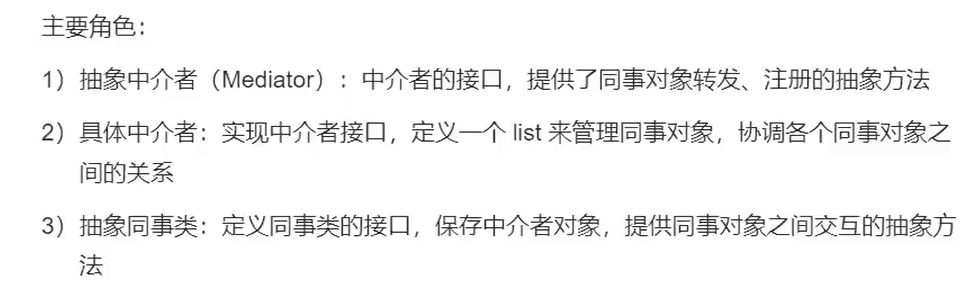 主要角色：
1）抽象中介者（Mediator）：中介者的接口，提供了同事对象转发、注册的抽象方法
2）具体中介者：实现中介者接口，定义一个 list 来管理同事对象，协调各个同事对象之
间的关系
3）抽象同事类：定义同事类的接口，保存中介者对象，提供同事对象之间交互的抽象方
法